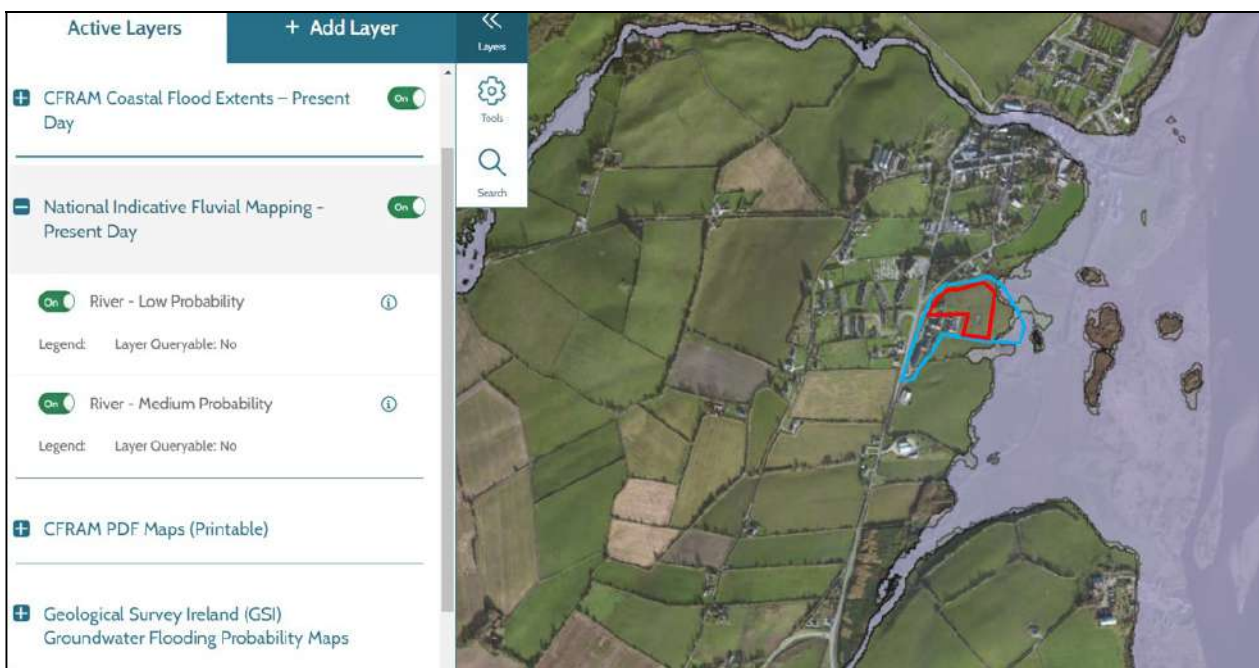 Active Layers
+ Add Layer
Layers
Tools
Search
CFRAM Coastal Flood Extents – Present
Day
On
National Indicative Fluvial Mapping -
Present Day
On
On River - Low Probability
Legend: Layer Queryable: No
On River - Medium Probability
Legend: Layer Queryable: No
CFRAM PDF Maps (Printable)
Geological Survey Ireland (GSI)
Groundwater Flooding Probability Maps